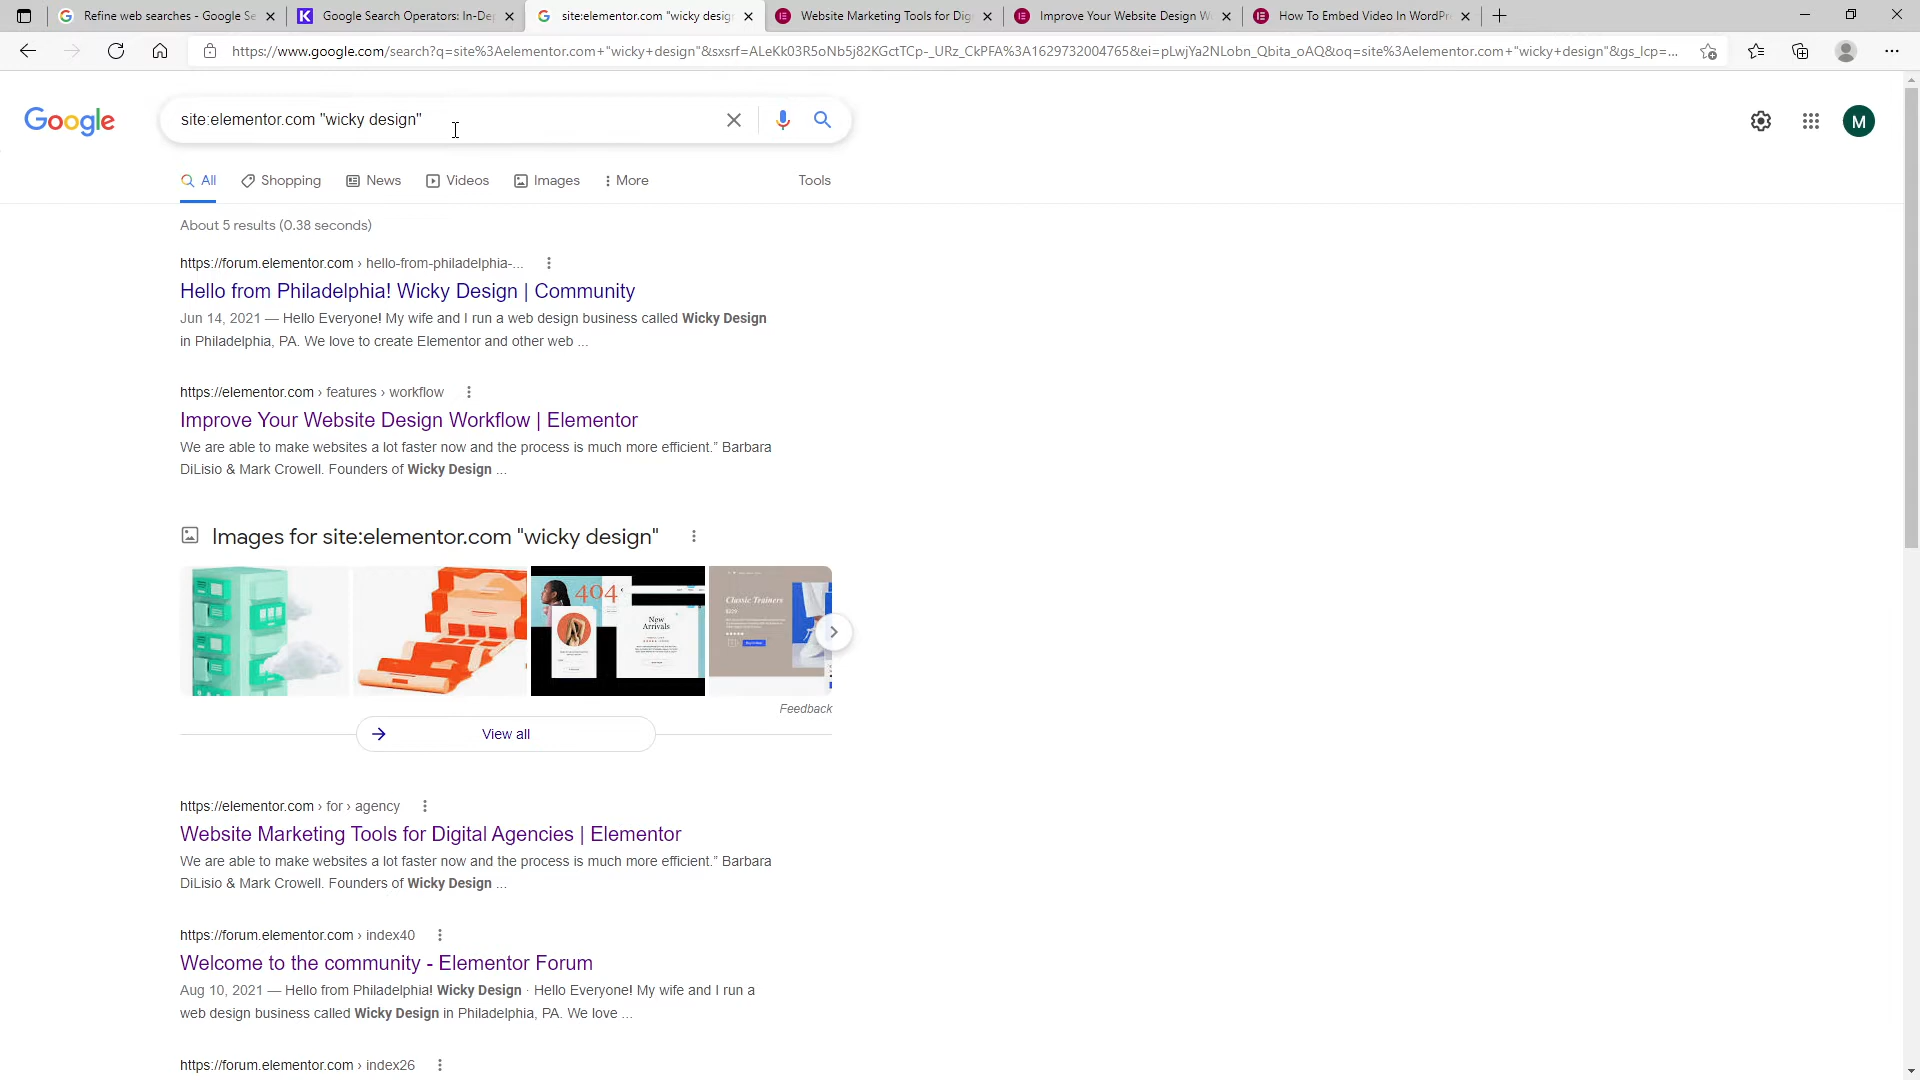 Refine web searches - Google Se
Google Search Operators: In-De
site:elementor.com "wicky desig
Website Marketing Tools for Dig
Improve Your Website Design W
How To Embed Video In WordPr
https://www.google.com/search?q=site%3Aelementor.com+"wicky+design"&sxsrf=ALeKk03R5oNb5j82KGctTCp-_URz_CkPFA%3A1629732004765&ei=pLwjYa2NLobn_Qbita_oAQ&oq=site%3Aelementor.com+"wicky+design"&gs_lcp=...
Google
site:elementor.com "wicky design"
M
All
Shopping
News
Videos
Images
More
Tools
About 5 results (0.38 seconds)
https://forum.elementor.com › hello-from-philadelphia-...
Hello from Philadelphia! Wicky Design | Community
Jun 14, 2021 — Hello Everyone! My wife and I run a web design business called Wicky Design
in Philadelphia, PA. We love to create Elementor and other web ...
https://elementor.com › features › workflow
Improve Your Website Design Workflow | Elementor
We are able to make websites a lot faster now and the process is much more efficient.” Barbara
DiLisio & Mark Crowell. Founders of Wicky Design ...
Images for site:elementor.com "wicky design"
404
New
Arrivals
Classic Trainers
Feedback
View all
https://elementor.com › for › agency
Website Marketing Tools for Digital Agencies | Elementor
We are able to make websites a lot faster now and the process is much more efficient.” Barbara
DiLisio & Mark Crowell. Founders of Wicky Design ...
https://forum.elementor.com › index40
Welcome to the community - Elementor Forum
Aug 10, 2021 — Hello from Philadelphia! Wicky Design · Hello Everyone! My wife and I run a
web design business called Wicky Design in Philadelphia, PA. We love ...
https://forum.elementor.com › index26